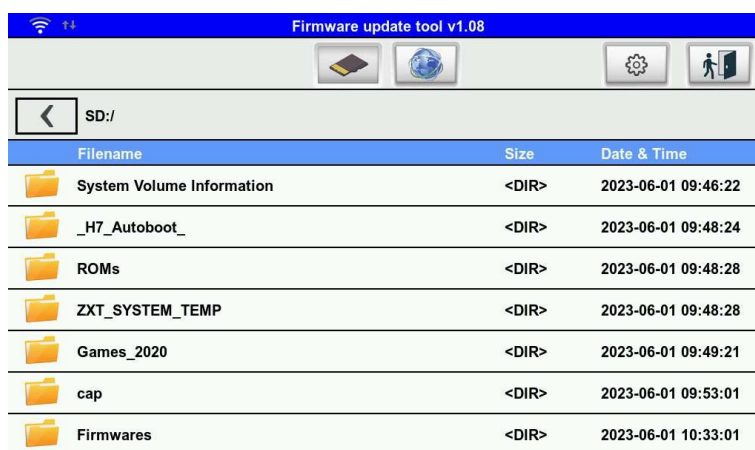 Firmware update tool v1.08
SD:/
Filename Size Date & Time
System Volume Information <DIR> 2023-06-01 09:46:22
_H7_Autoboot_ <DIR> 2023-06-01 09:48:24
ROMs <DIR> 2023-06-01 09:48:28
ZXT_SYSTEM_TEMP <DIR> 2023-06-01 09:48:28
Games_2020 <DIR> 2023-06-01 09:49:21
cap <DIR> 2023-06-01 09:53:01
Firmwares <DIR> 2023-06-01 10:33:01